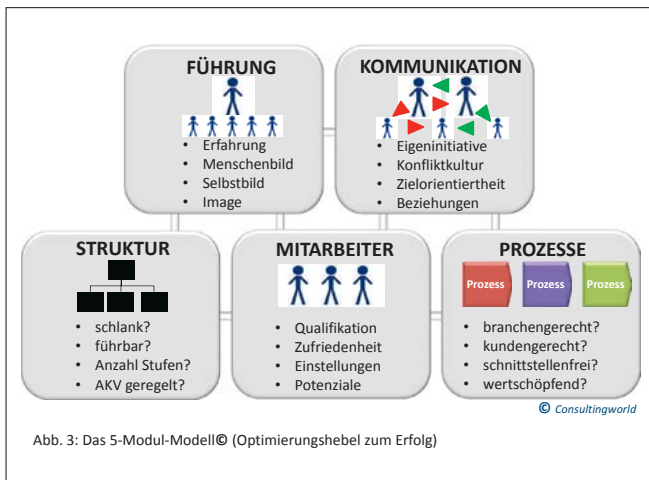 FÜHRUNG
• Erfahrung
• Menschenbild
• Selbstbild
• Image
KOMMUNIKATION
• Eigeninitiative
• Konfliktkultur
• Zielorientiertheit
• Beziehungen
STRUKTUR
• schlank?
• führbar?
• Anzahl Stufen?
• AKV geregelt?
MITARBEITER
• Qualifikation
• Zufriedenheit
• Einstellungen
• Potenziale
PROZESSE
Prozess Prozess Prozess
• branchengerecht?
• kundengerecht?
• schnittstellenfrei?
• wertschöpfend?
© Consultingworld
Abb. 3: Das 5-Modul-Modell© (Optimierungshebel zum Erfolg)